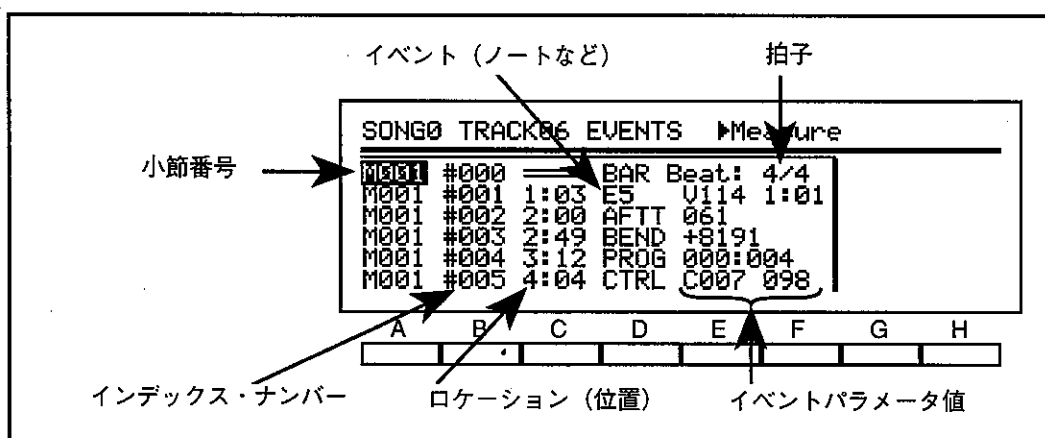 イベント（ノートなど）
拍子
SONG0 TRACK06 EVENTS ▶Measure
小節番号
M001 #000 ─── BAR Beat: 4/4
M001 #001 1:03 E5 V114 1:01
M001 #002 2:00 AFTT 061
M001 #003 2:49 BEND +8191
M001 #004 3:12 PROG 000:004
M001 #005 4:04 CTRL C007 098
A B C D E F G H
インデックス・ナンバー
ロケーション（位置）
イベントパラメータ値